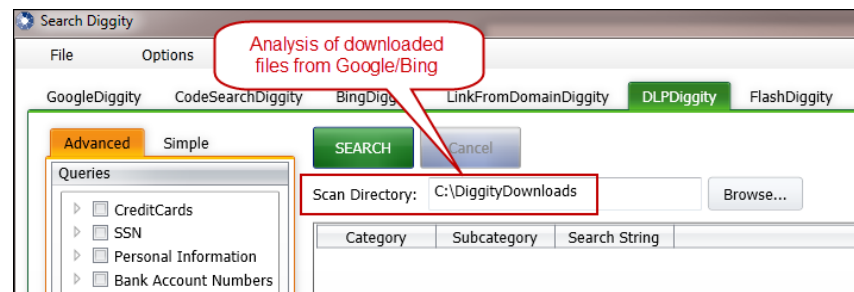 Search Diggity
File Options
Analysis of downloaded
files from Google/Bing
GoogleDiggity CodeSearchDiggity BingDigg LinkFromDomainDiggity DLPDiggity FlashDiggity
Advanced Simple
SEARCH Cancel
Queries
Scan Directory: C:\DiggityDownloads Browse...
CreditCards
SSN
Personal Information
Bank Account Numbers
Category Subcategory Search String